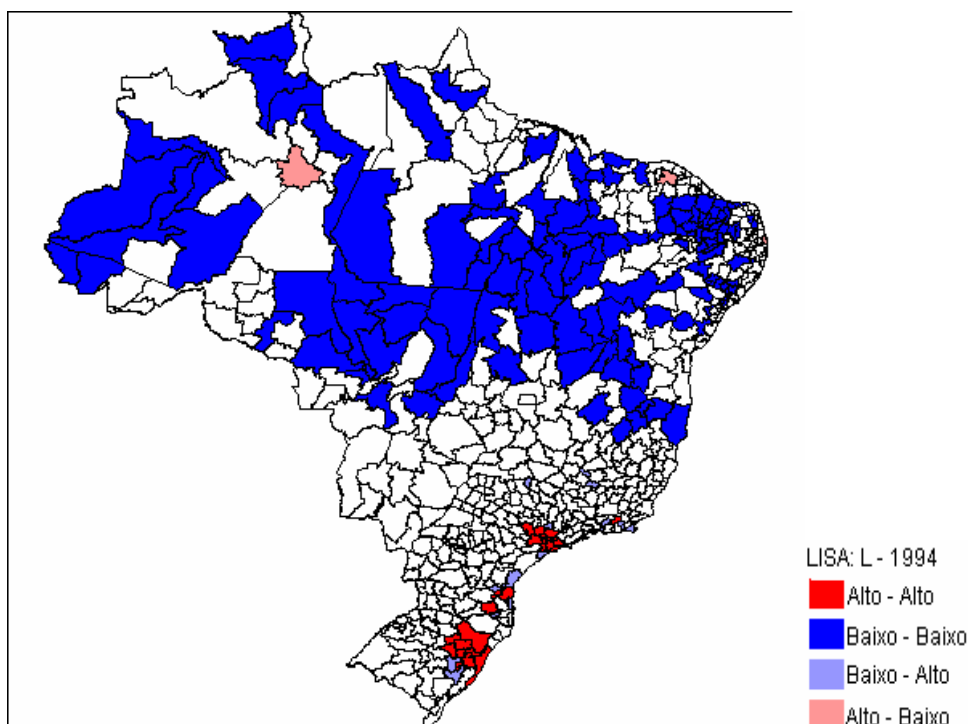 LISA: L - 1994
Alto - Alto
Baixo - Baixo
Baixo - Alto
Alto - Baixo